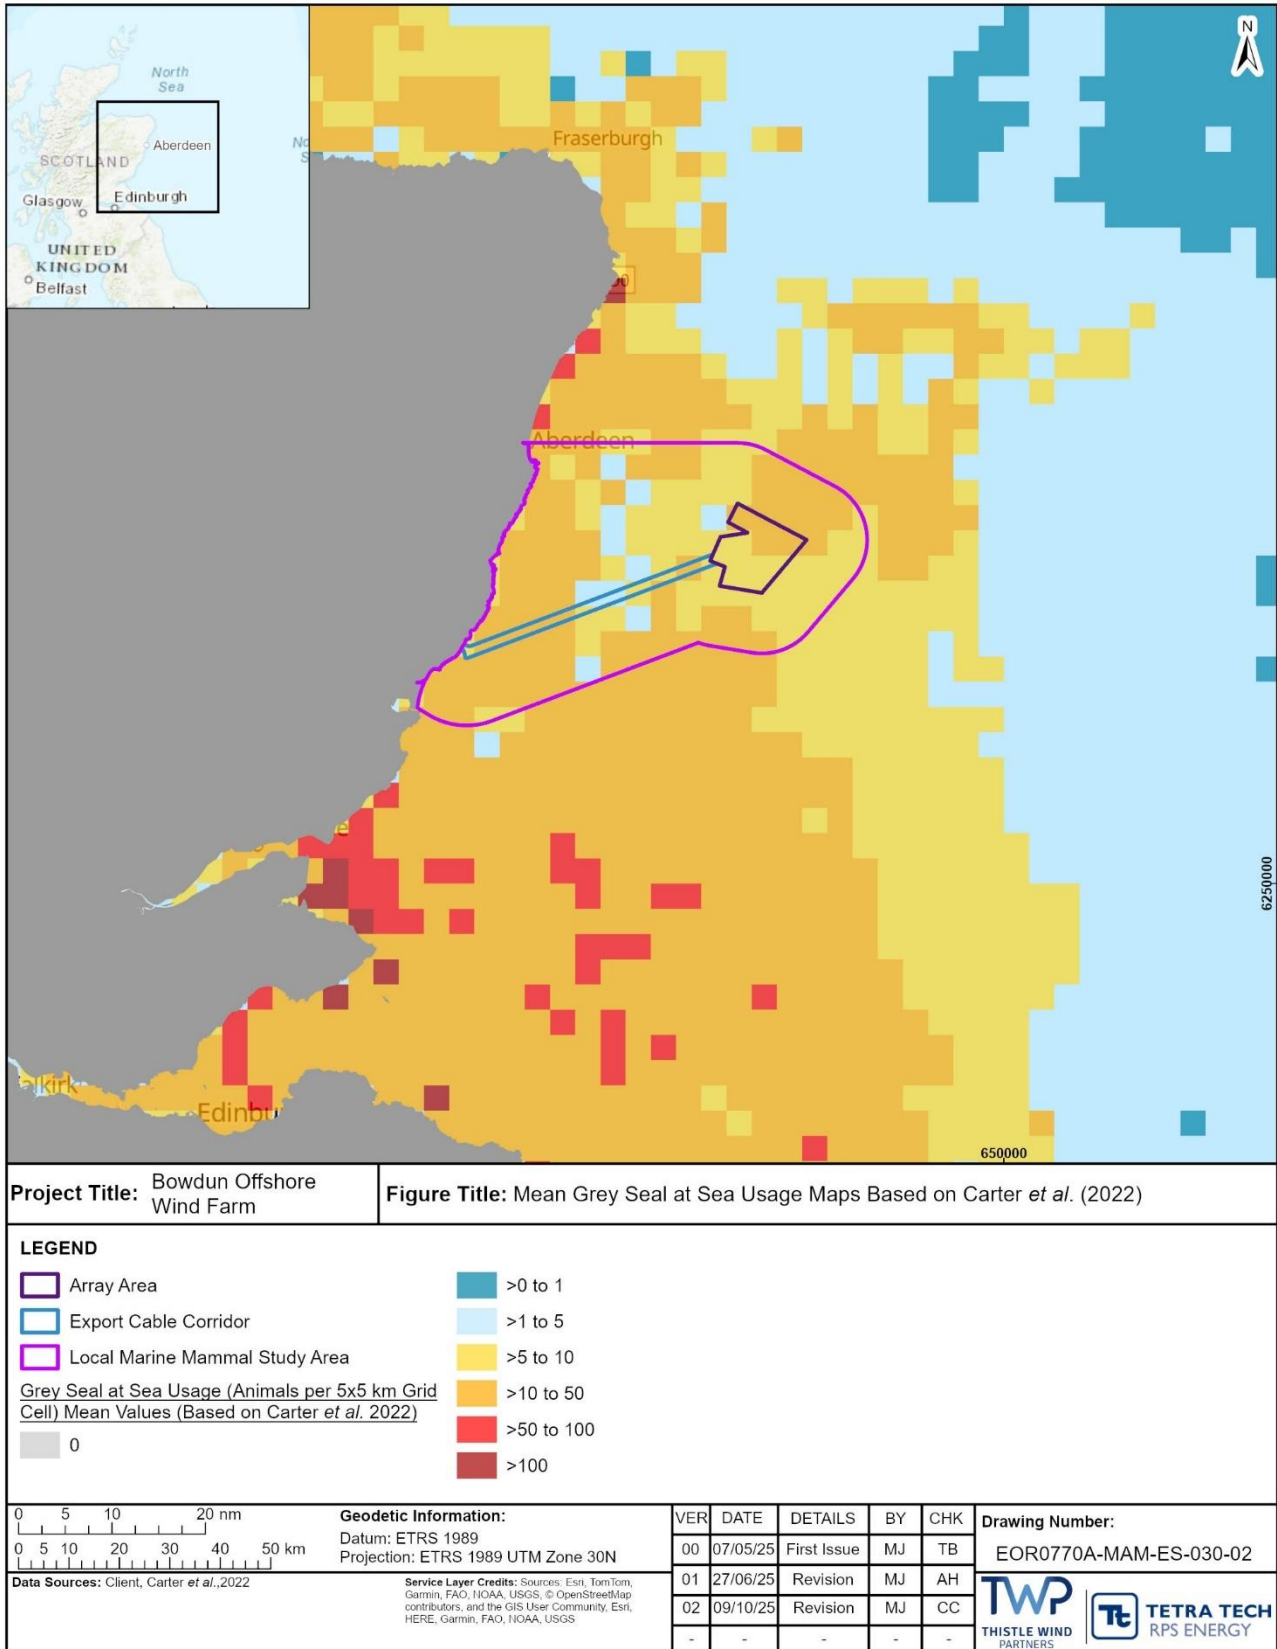 North
Sea
Aberdeen
SCOTLAND
Glasgow
Edinburgh
UNITED
KINGDOM
Belfast
N
Fraserburgh
Aberdeen
6250000
650000
Project Title: Bowdun Offshore
Wind Farm
Figure Title: Mean Grey Seal at Sea Usage Maps Based on Carter et al. (2022)
LEGEND
Array Area
Export Cable Corridor
Local Marine Mammal Study Area
Grey Seal at Sea Usage (Animals per 5x5 km Grid
Cell) Mean Values (Based on Carter et al. 2022)
0
>0 to 1
>1 to 5
>5 to 10
>10 to 50
>50 to 100
>100
0 5 10 20 nm
0 5 10 20 30 40 50 km
Geodetic Information:
Datum: ETRS 1989
Projection: ETRS 1989 UTM Zone 30N
Data Sources: Client, Carter et al.,2022
Service Layer Credits: Sources: Esri, TomTom,
Garmin, FAO, NOAA, USGS, © OpenStreetMap
contributors, and the GIS User Community, Esri,
HERE, Garmin, FAO, NOAA, USGS
VER DATE DETAILS BY CHK
00 07/05/25 First Issue MJ TB
01 27/06/25 Revision MJ AH
02 09/10/25 Revision MJ CC
- - - - -
Drawing Number:
EOR0770A-MAM-ES-030-02
TWP
THISTLE WIND
PARTNERS
Tt
TETRA TECH
RPS ENERGY